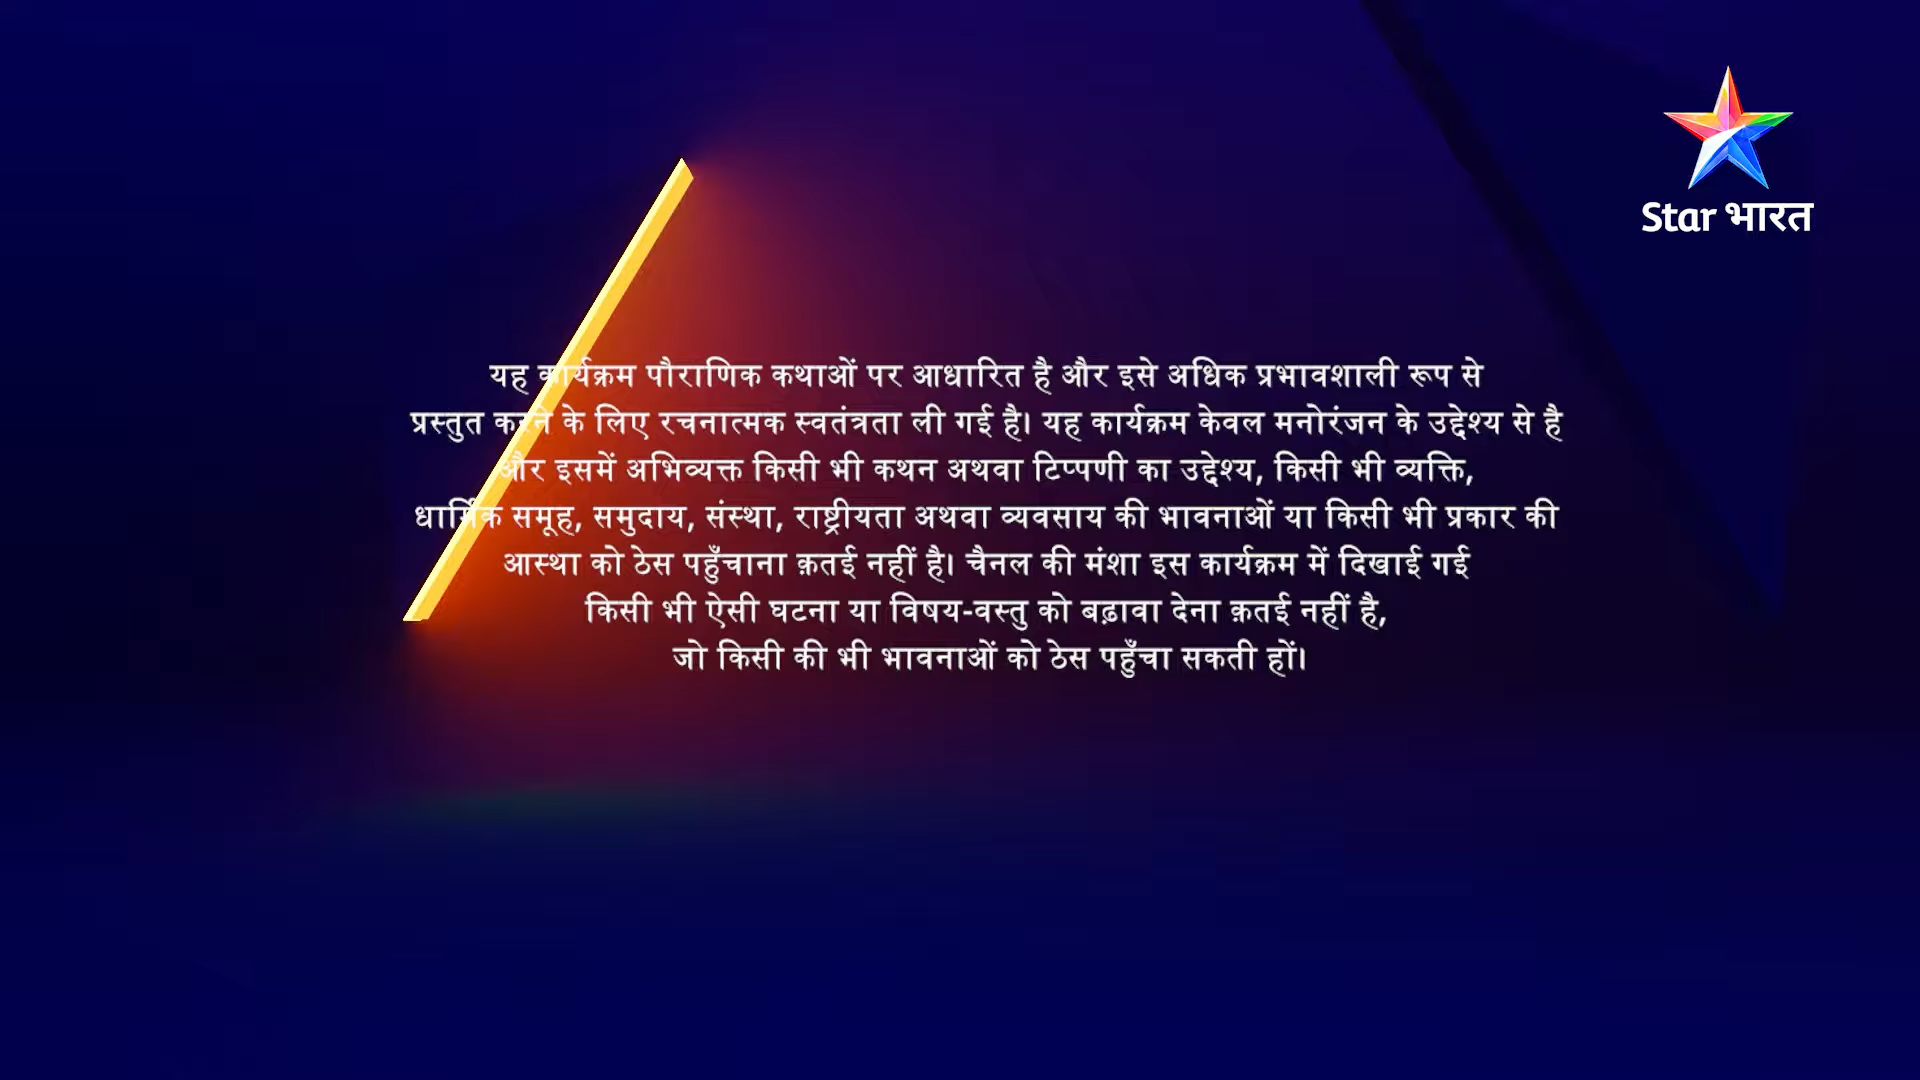 Star भारत
यह कार्यक्रम पौराणिक कथाओं पर आधारित है और इसे अधिक प्रभावशाली रूप से
प्रस्तुत करने के लिए रचनात्मक स्वतंत्रता ली गई है। यह कार्यक्रम केवल मनोरंजन के उद्देश्य से है
और इसमें अभिव्यक्त किसी भी कथन अथवा टिप्पणी का उद्देश्य, किसी भी व्यक्ति,
धार्मिक समूह, समुदाय, संस्था, राष्ट्रीयता अथवा व्यवसाय की भावनाओं या किसी भी प्रकार की
आस्था को ठेस पहुँचाना क़तई नहीं है। चैनल की मंशा इस कार्यक्रम में दिखाई गई
किसी भी ऐसी घटना या विषय-वस्तु को बढ़ावा देना क़तई नहीं है,
जो किसी की भी भावनाओं को ठेस पहुँचा सकती हों।